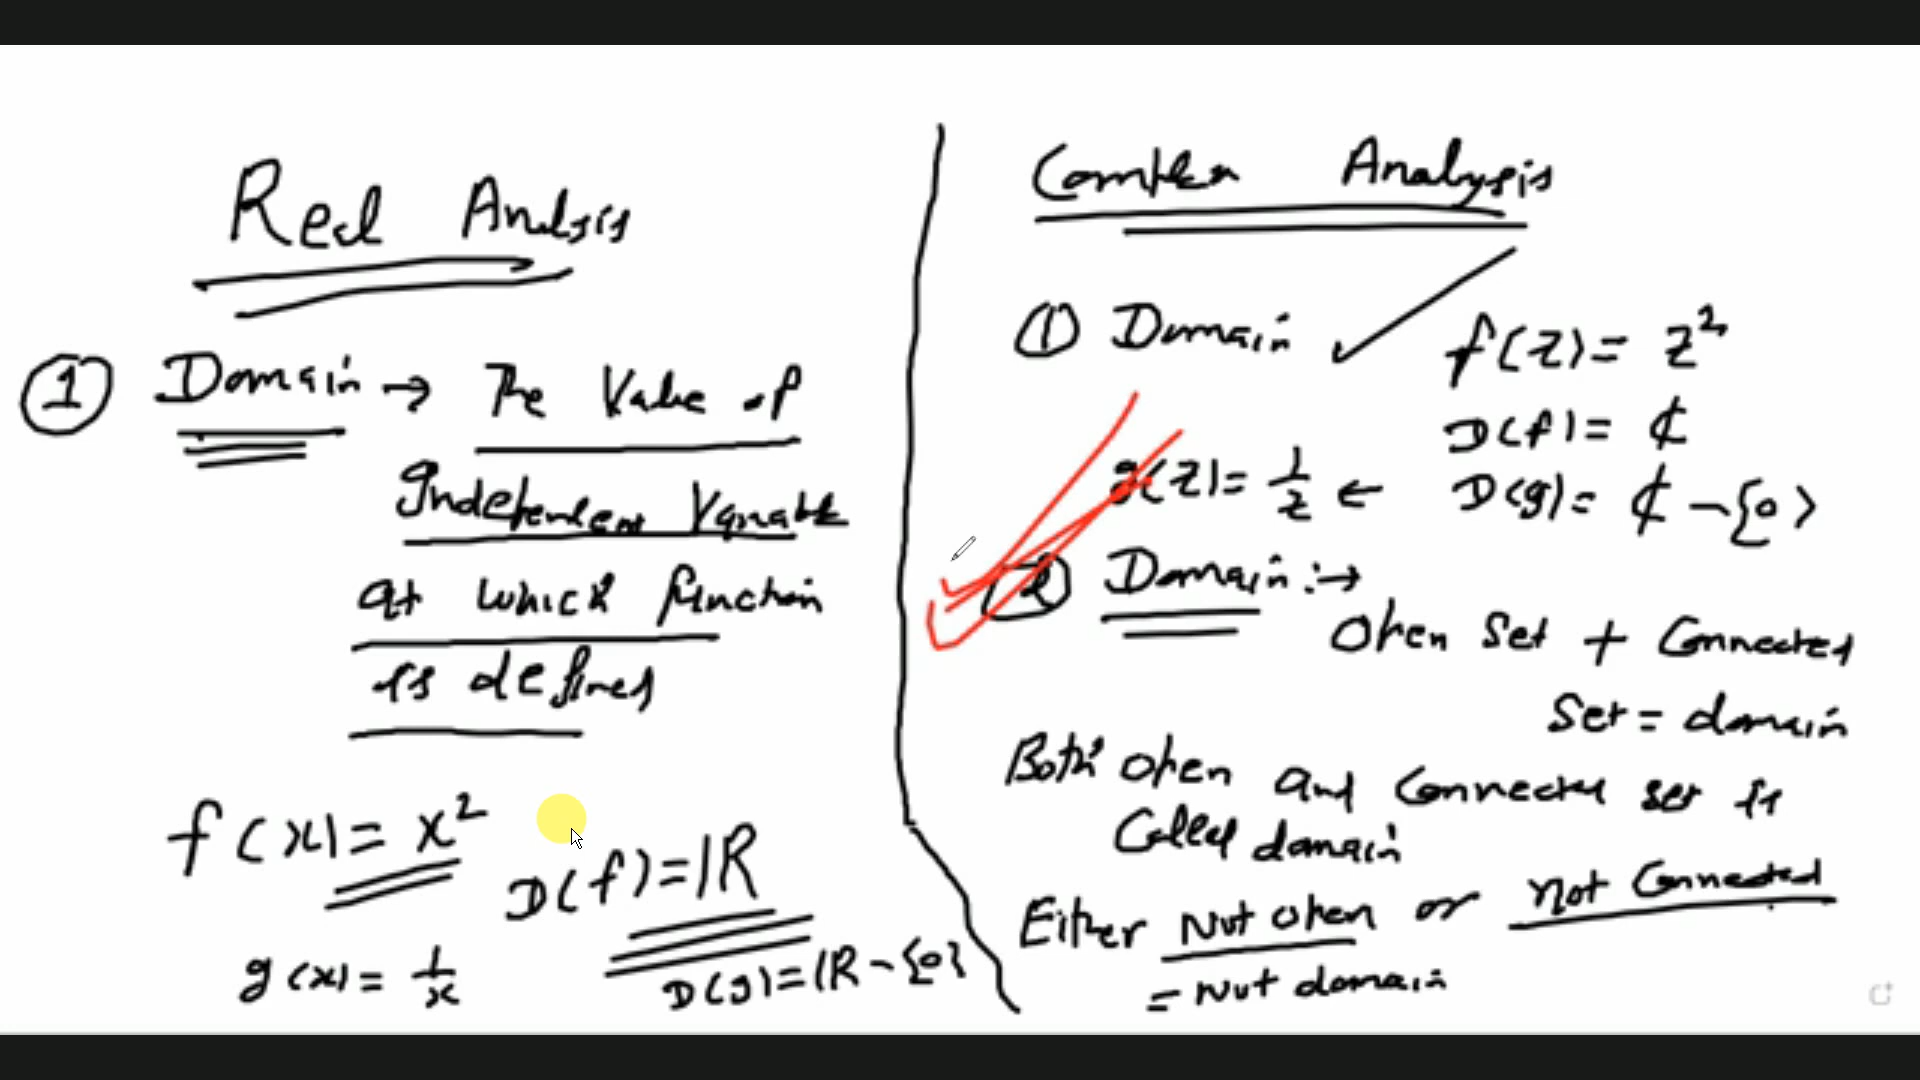 Real Analysis
① Domain → The Value of
Independent Variable
at which function
is defined
f(x) = x²
D(f) = ℝ
g(x) = 1/x
D(g) = ℝ - {0}
Complex Analysis
① Domain ✓
f(z) = z²
D(f) = ₵
g(z) = 1/z ←
D(g) = ₵ - {0}
② Domain :→
Open Set + Connected
Set = domain
Both open and connected set is
Called domain
Either Not open or not Connected
= Not domain